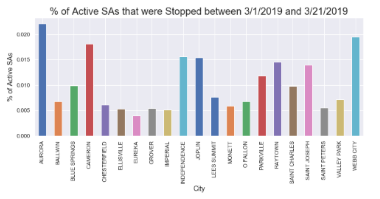 % of Active SAs that were Stopped between 3/1/2019 and 3/21/2019
% of Active SAs
0.020
0.015
0.010
0.005
0.000
AURORA
BALLWIN
BLUE SPRINGS
CAMERON
CHESTERFIELD
ELLISVILLE
EUREKA
GROVER
IMPERIAL
INDEPENDENCE
JOPLIN
LEES SUMMIT
MONETT
O FALLON
PARKVILLE
RAYTOWN
SAINT CHARLES
SAINT JOSEPH
SAINT PETERS
VALLEY PARK
WEBB CITY
City